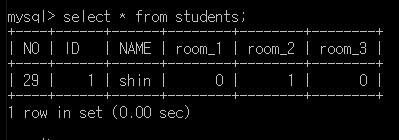 mysql> select * from students;
+----+----+------+--------+--------+--------+
| NO | ID | NAME | room_1 | room_2 | room_3 |
+----+----+------+--------+--------+--------+
| 29 | 1 | shin | 0 | 1 | 0 |
+----+----+------+--------+--------+--------+
1 row in set (0.00 sec)